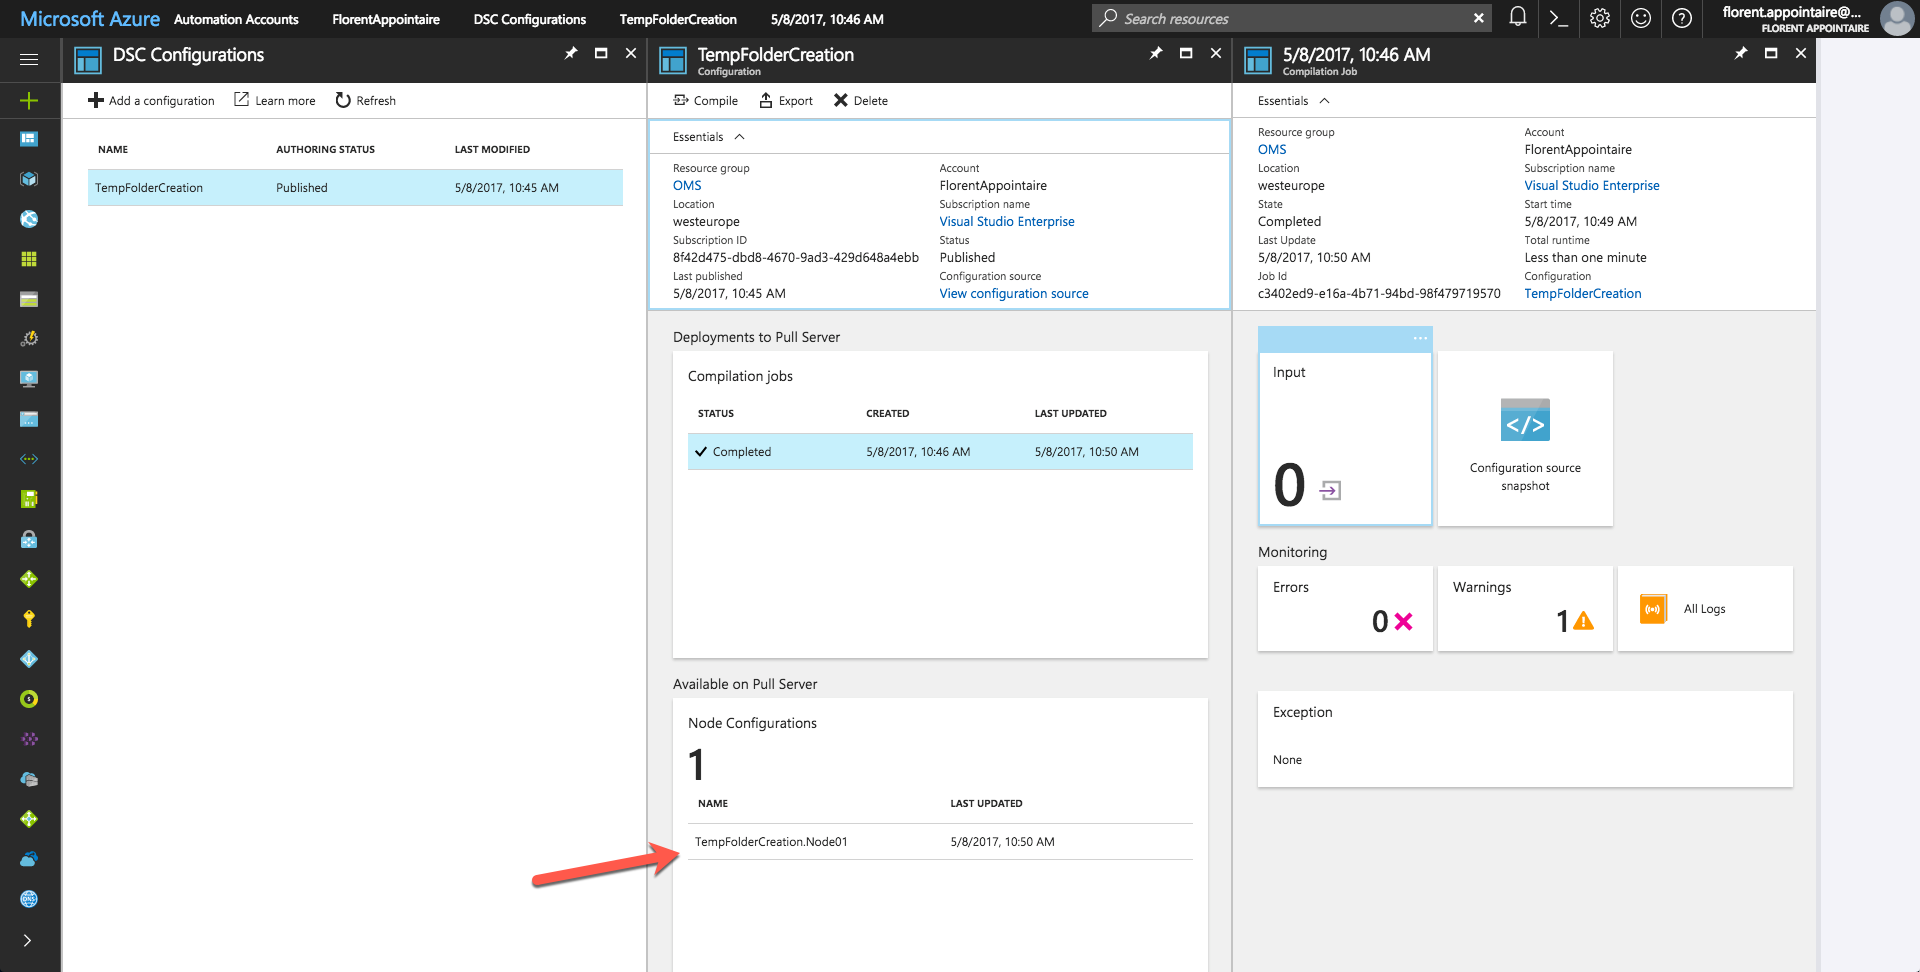 Microsoft Azure Automation Accounts FlorentAppointaire DSC Configurations TempFolderCreation 5/8/2017, 10:46 AM
Search resources
florent.appointaire@...
FLORENT APPOINTAIRE
DSC Configurations
Add a configuration Learn more Refresh
NAME AUTHORING STATUS LAST MODIFIED
TempFolderCreation Published 5/8/2017, 10:45 AM
TempFolderCreation
Configuration
Compile Export Delete
Essentials
Resource group Account
OMS FlorentAppointaire
Location Subscription name
westeurope Visual Studio Enterprise
Subscription ID Status
8f42d475-dbd8-4670-9ad3-429d648a4ebb Published
Last published Configuration source
5/8/2017, 10:45 AM View configuration source
Deployments to Pull Server
Compilation jobs
STATUS CREATED LAST UPDATED
Completed 5/8/2017, 10:46 AM 5/8/2017, 10:50 AM
Available on Pull Server
Node Configurations
1
NAME LAST UPDATED
TempFolderCreation.Node01 5/8/2017, 10:50 AM
5/8/2017, 10:46 AM
Compilation Job
Essentials
Resource group Account
OMS FlorentAppointaire
Location Subscription name
westeurope Visual Studio Enterprise
State Start time
Completed 5/8/2017, 10:49 AM
Last Update Total runtime
5/8/2017, 10:50 AM Less than one minute
Job Id Configuration
c3402ed9-e16a-4b71-94bd-98f479719570 TempFolderCreation
...
Input
0
</>
Configuration source
snapshot
Monitoring
Errors Warnings
0 1 All Logs
Exception
None
DNS